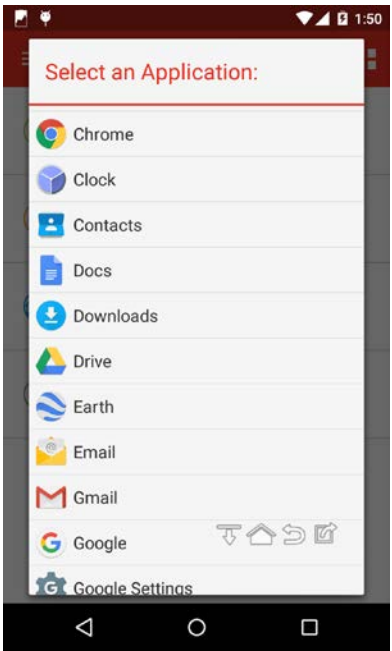 1:50
Select an Application:
Chrome
Clock
Contacts
Docs
Downloads
Drive
Earth
Email
Gmail
Google
Google Settings